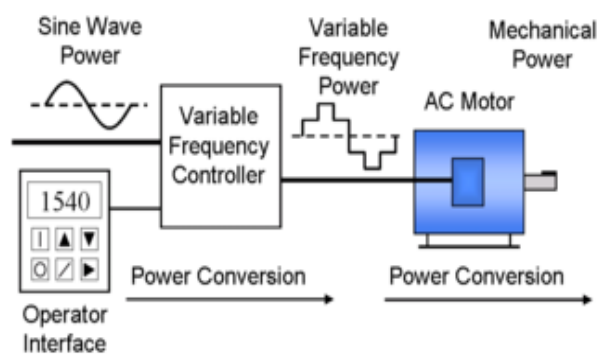 Sine Wave
Power
Variable
Frequency
Power
Mechanical
Power
AC Motor
Variable
Frequency
Controller
1540
Power Conversion
Power Conversion
Operator
Interface